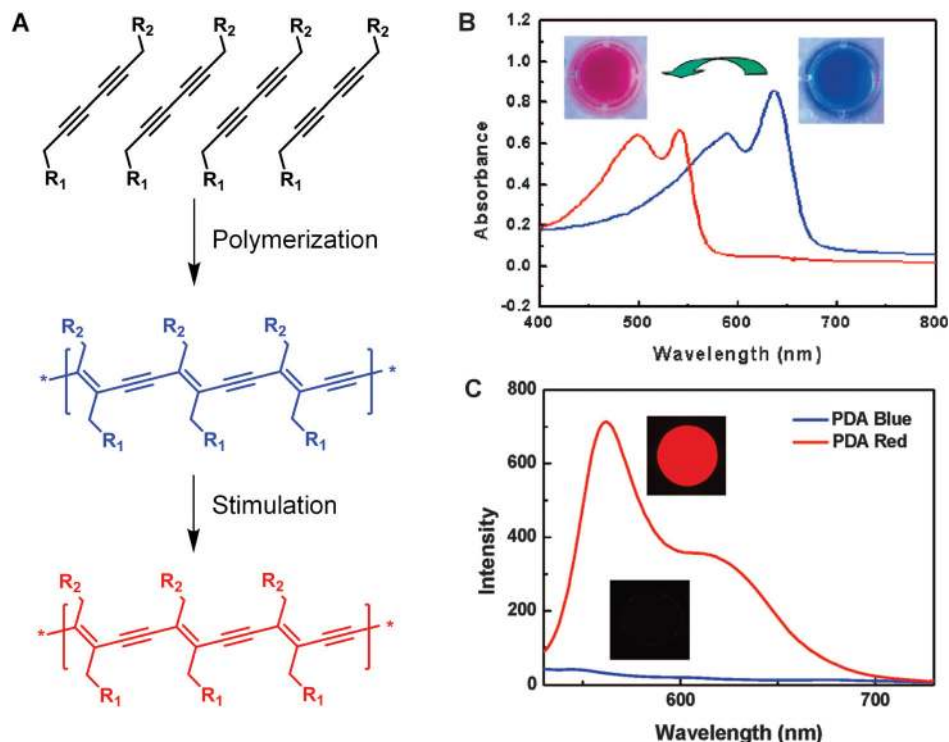 A
R2 R2 R2 R2
R1 R1 R1 R1
Polymerization
R2 R2 R2
* *
R1 R1 R1
Stimulation
R2 R2 R2
* *
R1 R1 R1
B
1.2
1.0
0.8
0.6
0.4
0.2
0.0
-0.2
Absorbance
400 500 600 700 800
Wavelength (nm)
C
800
600
400
200
0
Intensity
PDA Blue
PDA Red
600 700
Wavelength (nm)